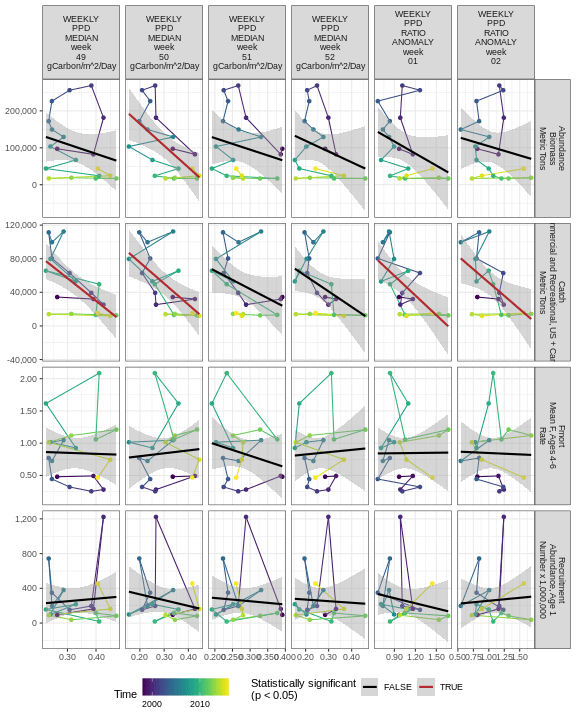 WEEKLY
PPD
MEDIAN
week
49
gCarbon/m^2/Day
WEEKLY
PPD
MEDIAN
week
50
gCarbon/m^2/Day
WEEKLY
PPD
MEDIAN
week
51
gCarbon/m^2/Day
WEEKLY
PPD
MEDIAN
week
52
gCarbon/m^2/Day
WEEKLY
PPD
RATIO
ANOMALY
week
01
WEEKLY
PPD
RATIO
ANOMALY
week
02
200,000
100,000
0
Abundance
Biomass
Metric Tons
120,000
80,000
40,000
0
-40,000
Catch
nmercial and Recreational, US + Can
Metric Tons
2.00
1.50
1.00
0.50
Fmort
Mean F, Ages 4-6
Rate
1,200
800
400
0
Recruitment
Abundance, Age 1
Number x 1,000,000
0.30 0.40
0.20 0.30 0.40
0.200 0.250 0.300 0.350 0.400
0.20 0.30 0.40
0.90 1.20 1.50
0.50 0.75 1.00 1.25 1.50
Time
2000 2010
Statistically significant
(p < 0.05)
FALSE
TRUE